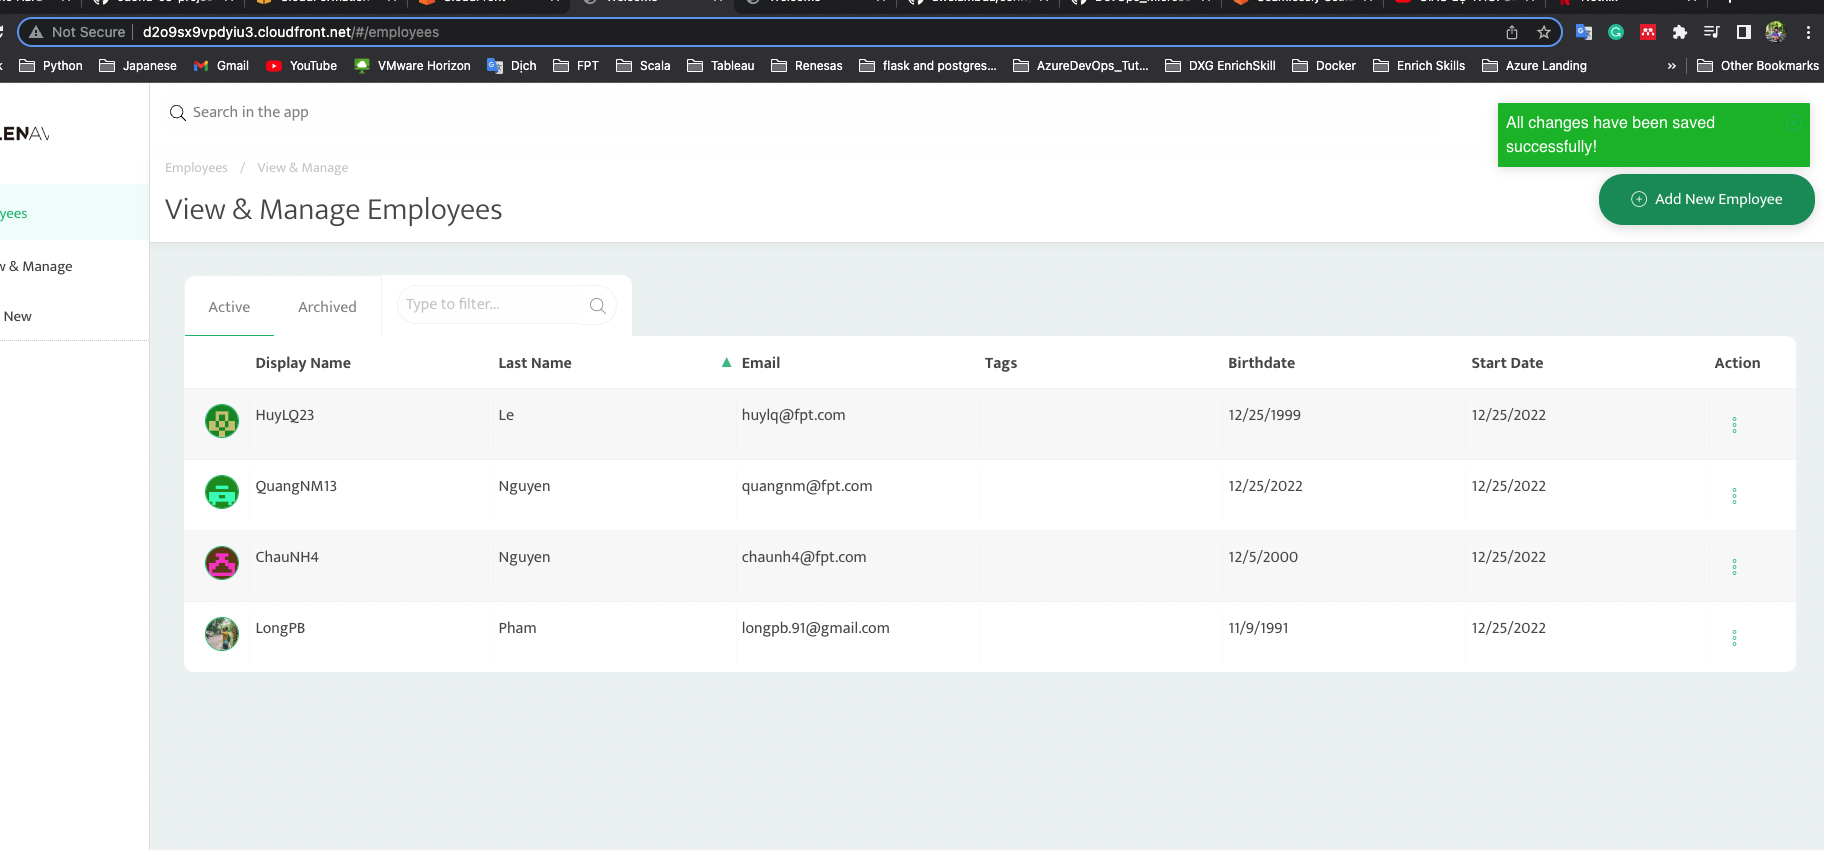 Not Secure d2o9sx9vpdyiu3.cloudfront.net/#/employees
Python Japanese Gmail YouTube VMware Horizon Dịch FPT Scala Tableau Renesas flask and postgres... AzureDevOps_Tut... DXG EnrichSkill Docker Enrich Skills Azure Landing » Other Bookmarks
Search in the app
All changes have been saved
successfully!
Employees / View & Manage
View & Manage Employees
Add New Employee
yees
& Manage
New
Active Archived Type to filter...
Display Name Last Name Email Tags Birthdate Start Date Action
HuyLQ23 Le huylq@fpt.com 12/25/1999 12/25/2022
QuangNM13 Nguyen quangnm@fpt.com 12/25/2022 12/25/2022
ChauNH4 Nguyen chaunh4@fpt.com 12/5/2000 12/25/2022
LongPB Pham longpb.91@gmail.com 11/9/1991 12/25/2022